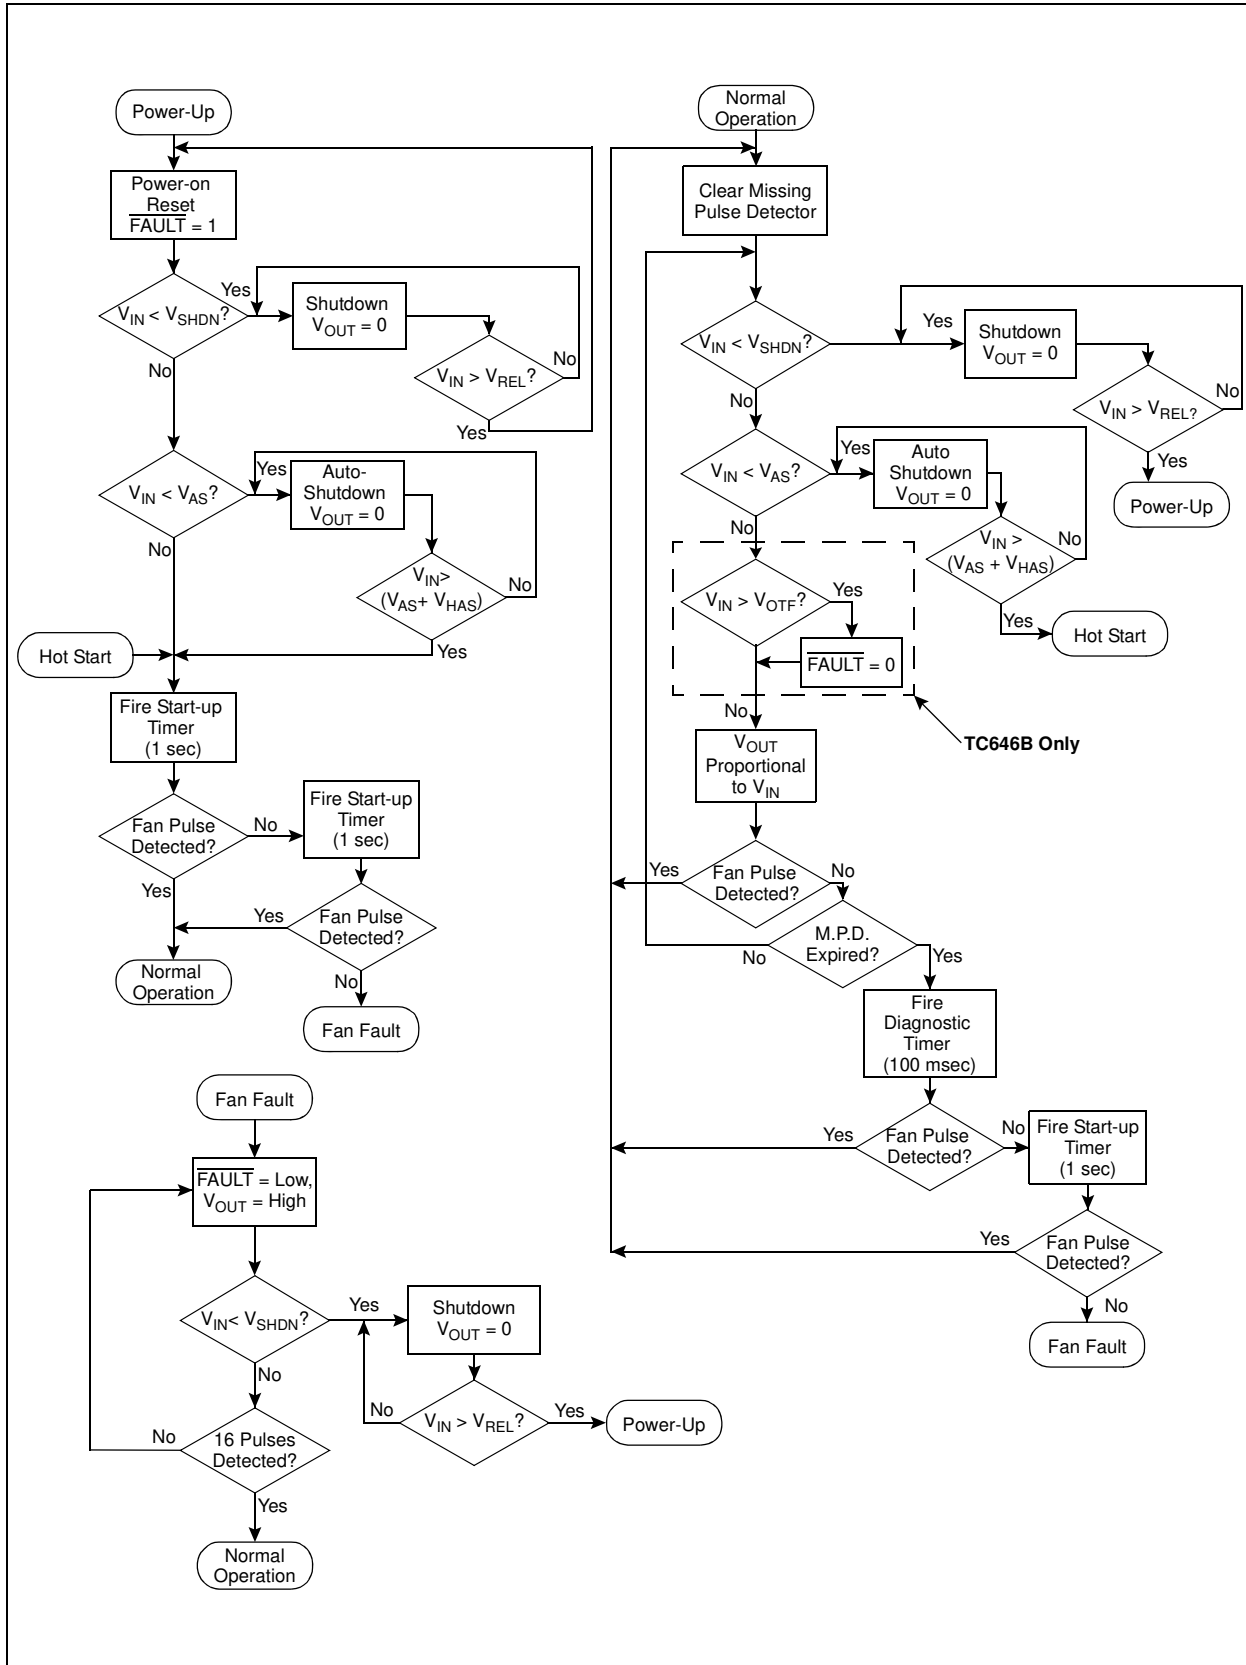 Power-Up
Power-on
Reset
FAULT = 1
V_IN < V_SHDN?
Yes
No
Shutdown
V_OUT = 0
V_IN > V_REL?
No
Yes
V_IN < V_AS?
Yes
No
Auto-
Shutdown
V_OUT = 0
V_IN>
(V_AS+ V_HAS)
No
Yes
Hot Start
Fire Start-up
Timer
(1 sec)
Fan Pulse
Detected?
No
Yes
Fire Start-up
Timer
(1 sec)
Fan Pulse
Detected?
Yes
No
Normal
Operation
Fan Fault
Fan Fault
FAULT = Low,
V_OUT = High
V_IN< V_SHDN?
Yes
No
Shutdown
V_OUT = 0
V_IN > V_REL?
No
Yes
Power-Up
16 Pulses
Detected?
No
Yes
Normal
Operation
Normal
Operation
Clear Missing
Pulse Detector
V_IN < V_SHDN?
Yes
No
Shutdown
V_OUT = 0
V_IN > V_REL?
No
Yes
Power-Up
V_IN < V_AS?
Yes
No
Auto
Shutdown
V_OUT = 0
V_IN >
(V_AS + V_HAS)
No
Yes
Hot Start
V_IN > V_OTF?
Yes
FAULT = 0
No
TC646B Only
V_OUT
Proportional
to V_IN
Fan Pulse
Detected?
Yes
No
M.P.D.
Expired?
No
Yes
Fire
Diagnostic
Timer
(100 msec)
Fan Pulse
Detected?
Yes
No
Fire Start-up
Timer
(1 sec)
Fan Pulse
Detected?
Yes
No
Fan Fault